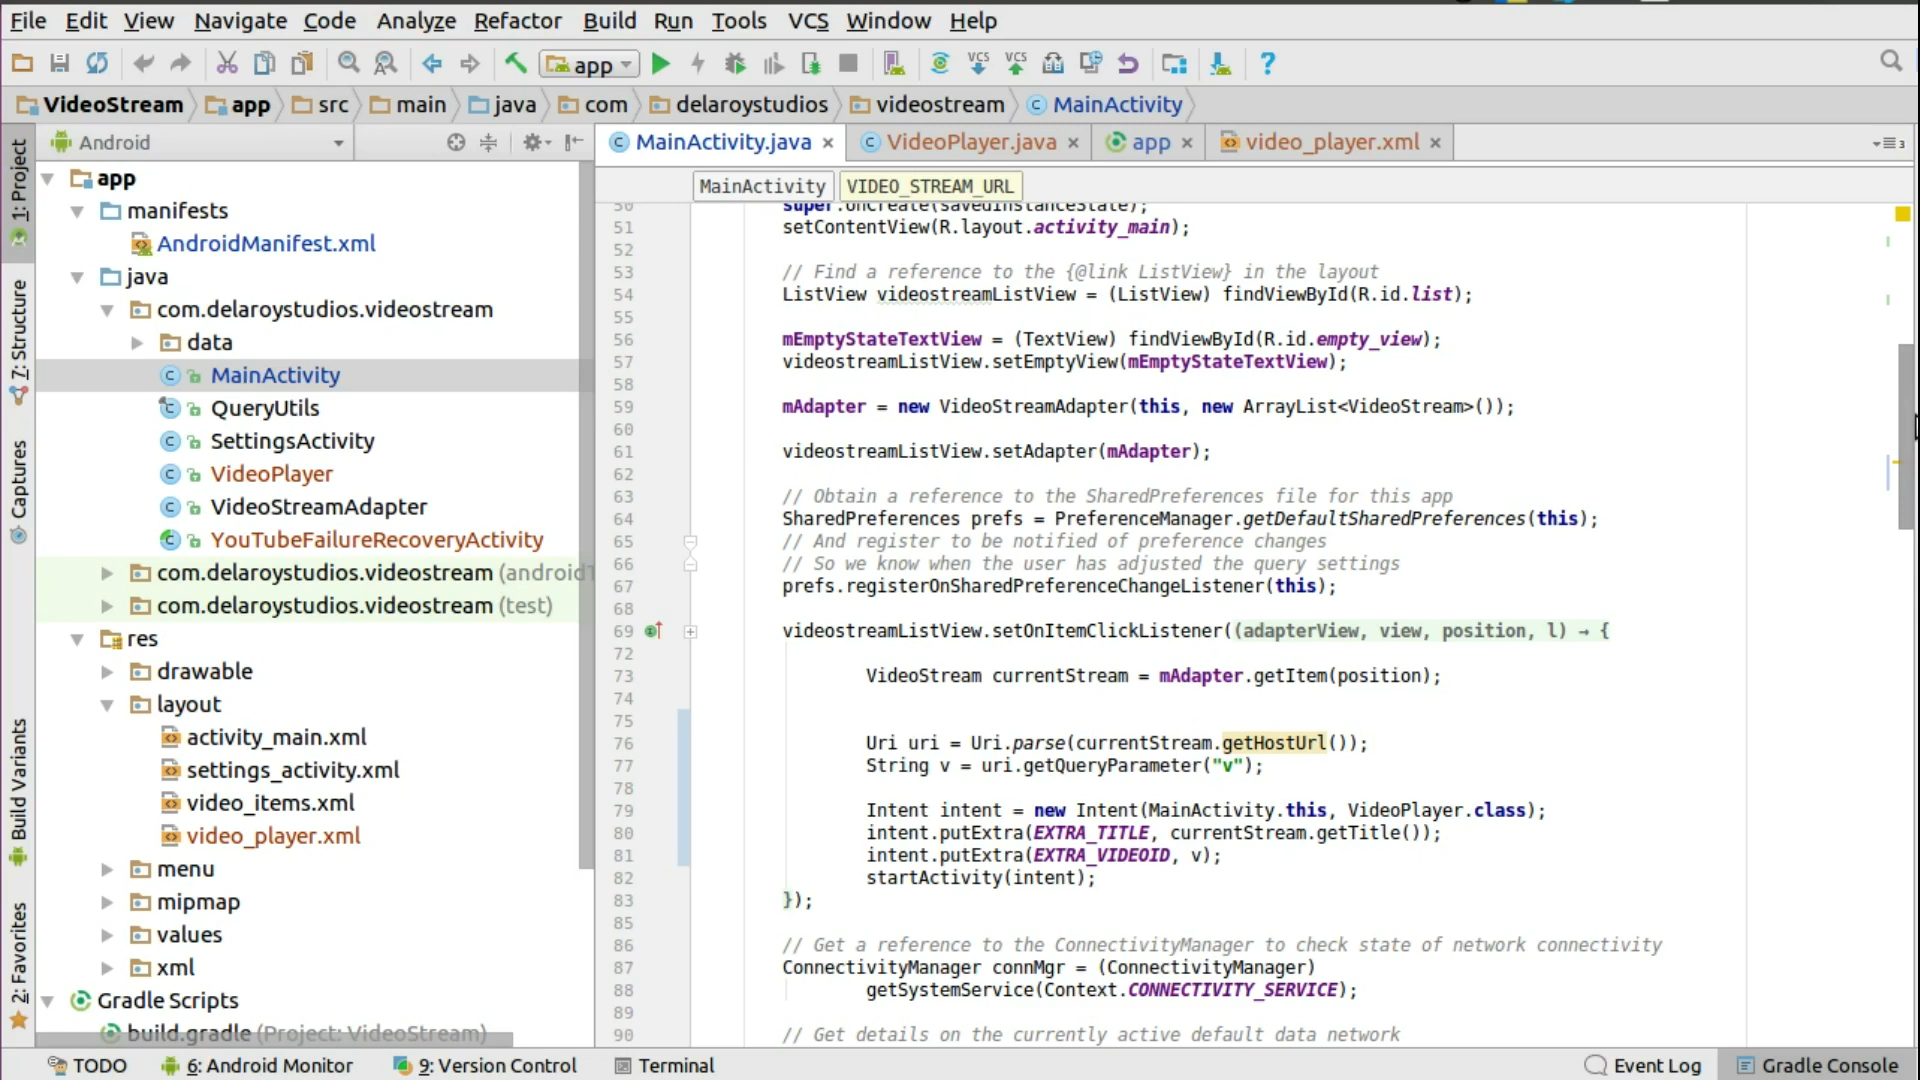 File Edit View Navigate Code Analyze Refactor Build Run Tools VCS Window Help
app VCS VCS ?
VideoStream app src main java com delaroystudios videostream MainActivity
Android
MainActivity.java VideoPlayer.java app video_player.xml
MainActivity VIDEO_STREAM_URL
1: Project
7: Structure
Captures
Build Variants
2: Favorites
app
manifests
AndroidManifest.xml
java
com.delaroystudios.videostream
data
MainActivity
QueryUtils
SettingsActivity
VideoPlayer
VideoStreamAdapter
YouTubeFailureRecoveryActivity
com.delaroystudios.videostream (android
com.delaroystudios.videostream (test)
res
drawable
layout
activity_main.xml
settings_activity.xml
video_items.xml
video_player.xml
menu
mipmap
values
xml
Gradle Scripts
build.gradle (Project: VideoStream)
50 super.onCreate(savedInstanceState);
51 setContentView(R.layout.activity_main);
52
53 // Find a reference to the {@link ListView} in the layout
54 ListView videostreamListView = (ListView) findViewById(R.id.list);
55
56 mEmptyStateTextView = (TextView) findViewById(R.id.empty_view);
57 videostreamListView.setEmptyView(mEmptyStateTextView);
58
59 mAdapter = new VideoStreamAdapter(this, new ArrayList<VideoStream>());
60
61 videostreamListView.setAdapter(mAdapter);
62
63 // Obtain a reference to the SharedPreferences file for this app
64 SharedPreferences prefs = PreferenceManager.getDefaultSharedPreferences(this);
65 // And register to be notified of preference changes
66 // So we know when the user has adjusted the query settings
67 prefs.registerOnSharedPreferenceChangeListener(this);
68
69 videostreamListView.setOnItemClickListener((adapterView, view, position, l) → {
72
73 VideoStream currentStream = mAdapter.getItem(position);
74
75
76 Uri uri = Uri.parse(currentStream.getHostUrl());
77 String v = uri.getQueryParameter("v");
78
79 Intent intent = new Intent(MainActivity.this, VideoPlayer.class);
80 intent.putExtra(EXTRA_TITLE, currentStream.getTitle());
81 intent.putExtra(EXTRA_VIDEOID, v);
82 startActivity(intent);
83 });
85
86 // Get a reference to the ConnectivityManager to check state of network connectivity
87 ConnectivityManager connMgr = (ConnectivityManager)
88 getSystemService(Context.CONNECTIVITY_SERVICE);
89
90 // Get details on the currently active default data network
TODO 6: Android Monitor 9: Version Control Terminal Event Log Gradle Console